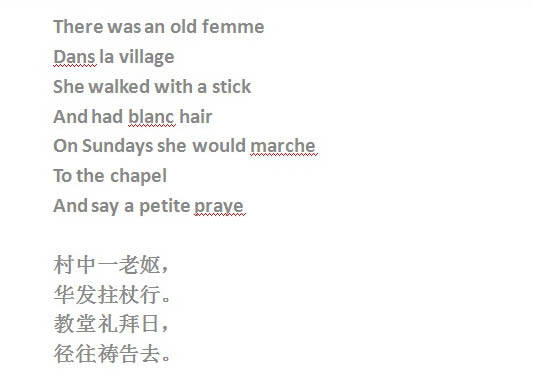 There was an old femme
Dans la village
She walked with a stick
And had blanc hair
On Sundays she would marche
To the chapel
And say a petite praye
村中一老妪，
华发拄杖行。
教堂礼拜日，
径往祷告去。